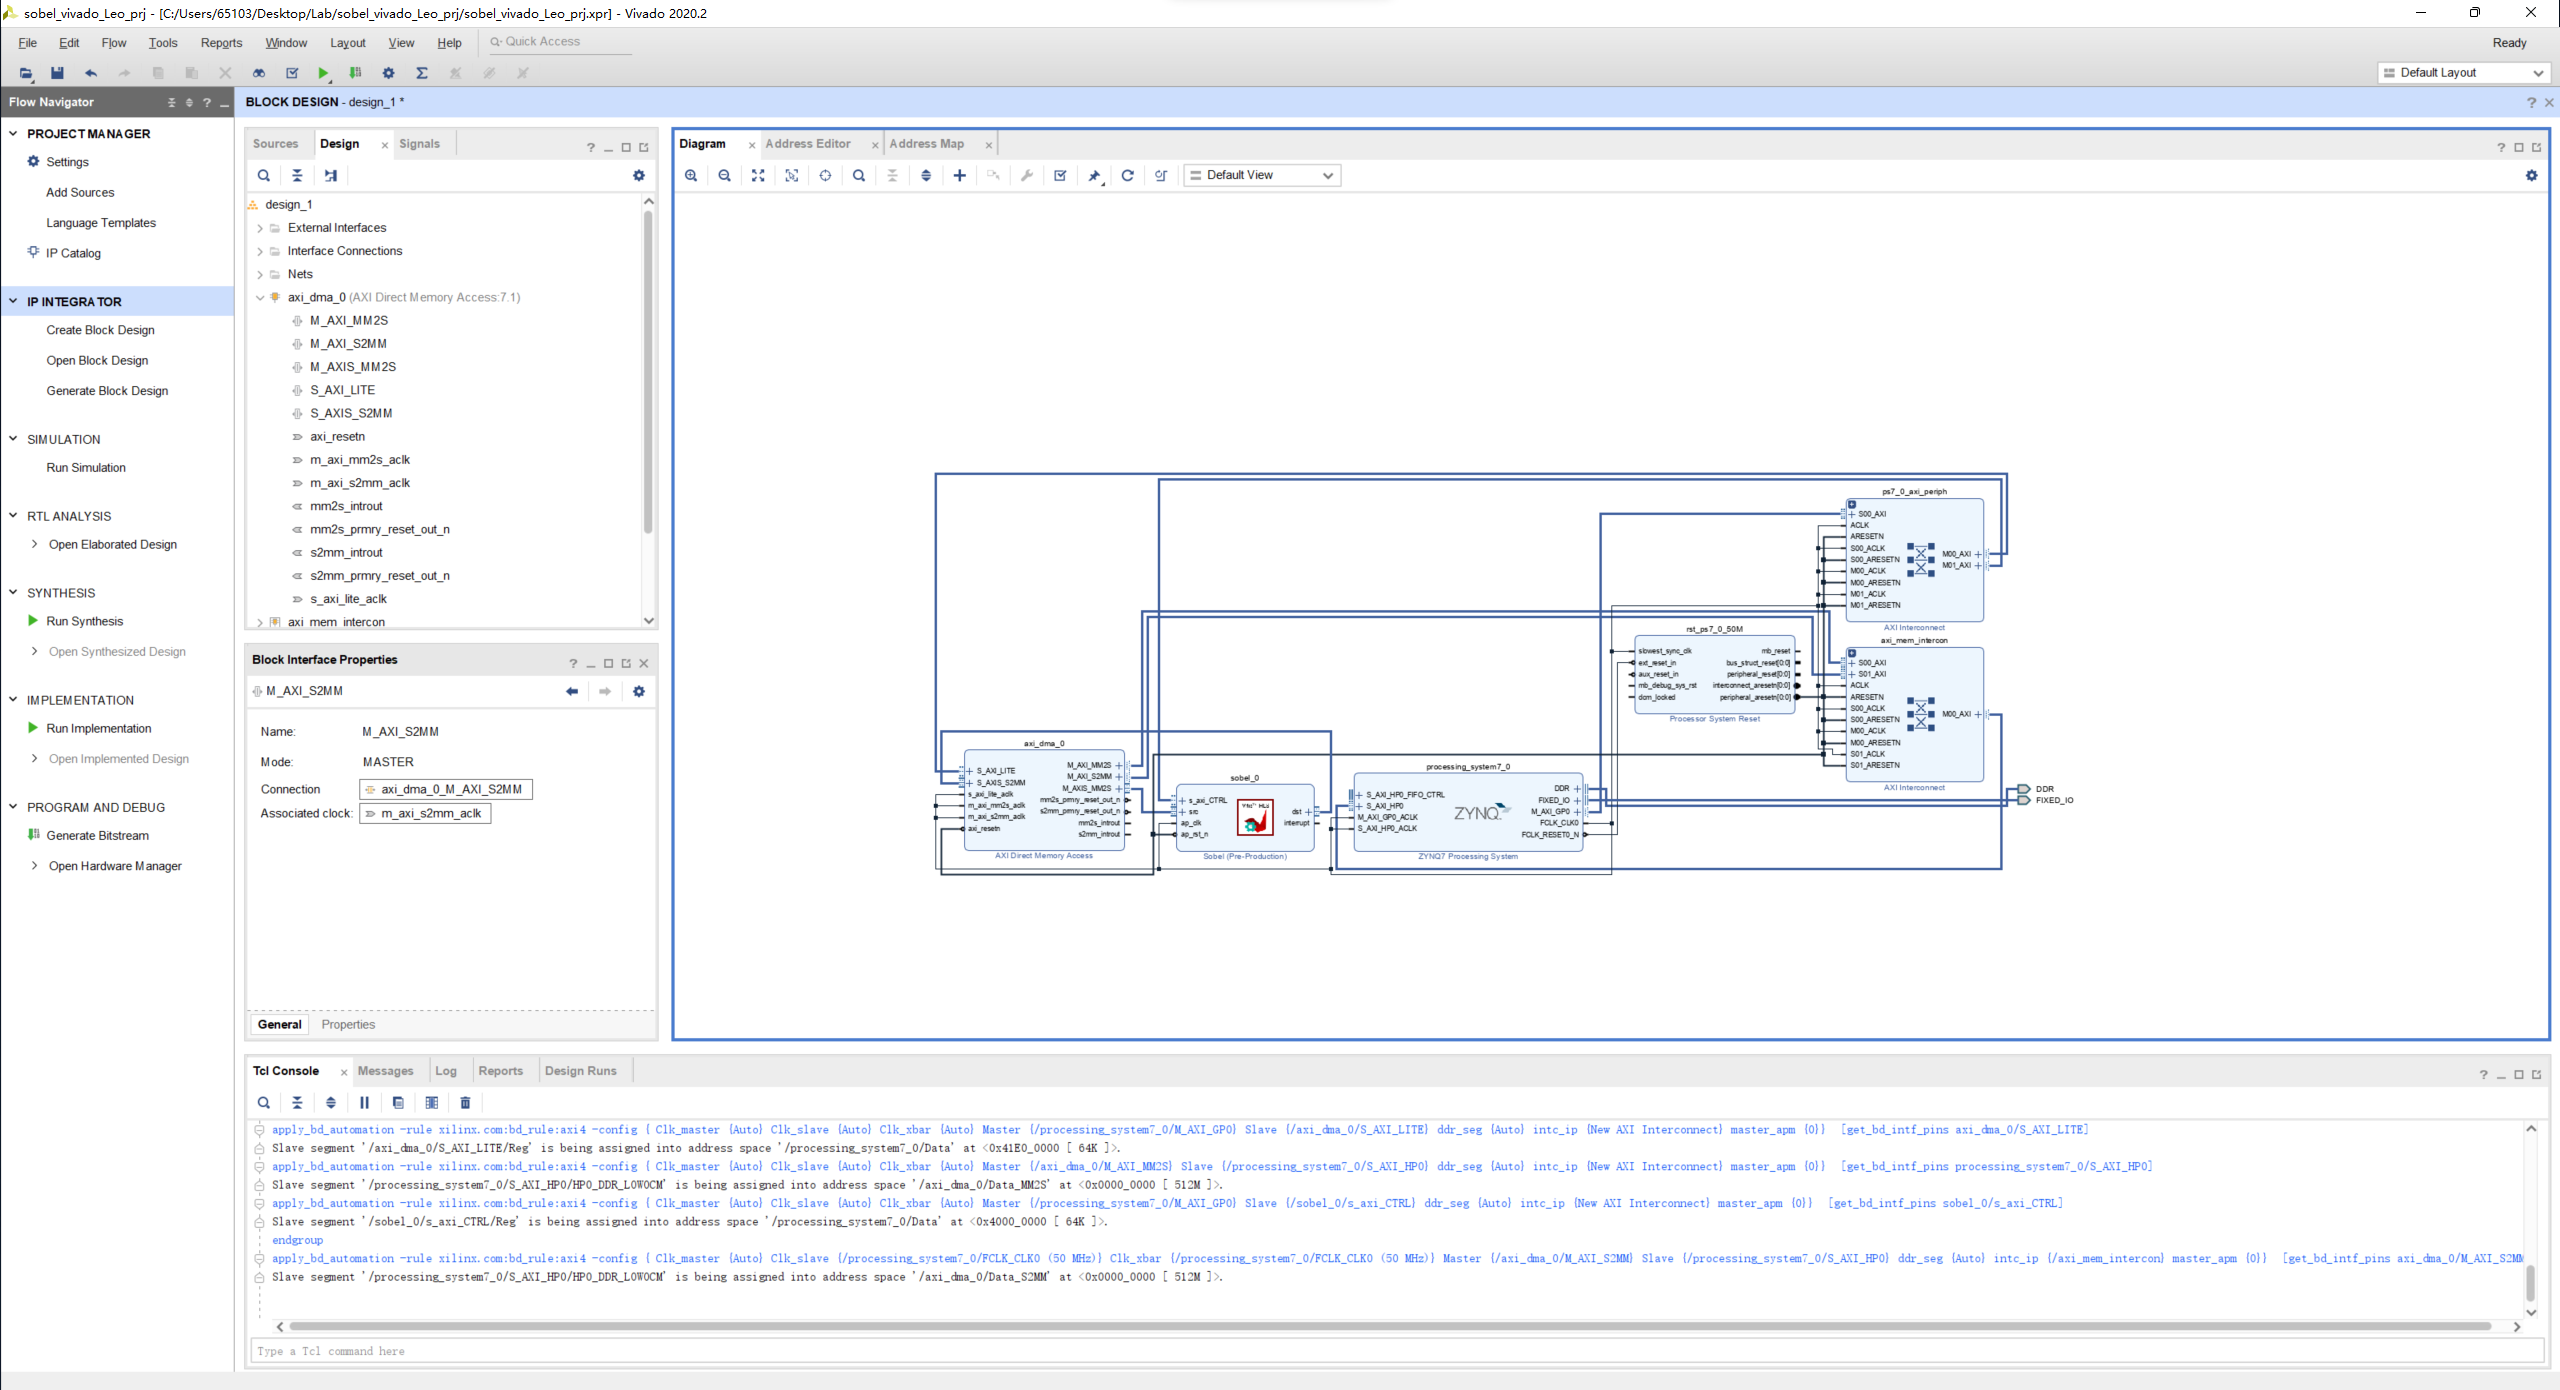 sobel_vivado_Leo_prj - [C:/Users/65103/Desktop/Lab/sobel_vivado_Leo_prj/sobel_vivado_Leo_prj.xpr] - Vivado 2020.2
File Edit Flow Tools Reports Window Layout View Help Quick Access
Ready
Default Layout
Flow Navigator
BLOCK DESIGN - design_1 *
PROJECT MANAGER
Settings
Add Sources
Language Templates
IP Catalog
IP INTEGRATOR
Create Block Design
Open Block Design
Generate Block Design
SIMULATION
Run Simulation
RTL ANALYSIS
Open Elaborated Design
SYNTHESIS
Run Synthesis
Open Synthesized Design
IMPLEMENTATION
Run Implementation
Open Implemented Design
PROGRAM AND DEBUG
Generate Bitstream
Open Hardware Manager
Sources Design Signals
design_1
External Interfaces
Interface Connections
Nets
axi_dma_0 (AXI Direct Memory Access:7.1)
M_AXI_MM2S
M_AXI_S2MM
M_AXIS_MM2S
S_AXI_LITE
S_AXIS_S2MM
axi_resetn
m_axi_mm2s_aclk
m_axi_s2mm_aclk
mm2s_introut
mm2s_prmry_reset_out_n
s2mm_introut
s2mm_prmry_reset_out_n
s_axi_lite_aclk
axi_mem_intercon
Block Interface Properties
M_AXI_S2MM
Name: M_AXI_S2MM
Mode: MASTER
Connection axi_dma_0_M_AXI_S2MM
Associated clock: m_axi_s2mm_aclk
General Properties
Diagram Address Editor Address Map
Default View
axi_dma_0
S_AXI_LITE
S_AXIS_S2MM
s_axi_lite_aclk
m_axi_mm2s_aclk
m_axi_s2mm_aclk
axi_resetn
M_AXI_MM2S
M_AXI_S2MM
M_AXIS_MM2S
mm2s_prmry_reset_out_n
s2mm_prmry_reset_out_n
mm2s_introut
s2mm_introut
AXI Direct Memory Access
sobel_0
s_axi_CTRL
src
ap_clk
ap_rst_n
dst
interrupt
Sobel (Pre-Production)
processing_system7_0
S_AXI_HP0_FIFO_CTRL
S_AXI_HP0
M_AXI_GP0_ACLK
S_AXI_HP0_ACLK
ZYNQ
DDR
FIXED_IO
M_AXI_GP0
FCLK_CLK0
FCLK_RESET0_N
ZYNQ7 Processing System
rst_ps7_0_50M
slowest_sync_clk
ext_reset_in
aux_reset_in
mb_debug_sys_rst
dcm_locked
mb_reset
bus_struct_reset[0:0]
peripheral_reset[0:0]
interconnect_aresetn[0:0]
peripheral_aresetn[0:0]
Processor System Reset
ps7_0_axi_periph
S00_AXI
ACLK
ARESETN
S00_ACLK
S00_ARESETN
M00_ACLK
M00_ARESETN
M01_ACLK
M01_ARESETN
M00_AXI
M01_AXI
AXI Interconnect
axi_mem_intercon
S00_AXI
S01_AXI
ACLK
ARESETN
S00_ACLK
S00_ARESETN
M00_ACLK
M00_ARESETN
S01_ACLK
S01_ARESETN
M00_AXI
AXI Interconnect
DDR
FIXED_IO
Tcl Console Messages Log Reports Design Runs
apply_bd_automation -rule xilinx.com:bd_rule:axi4 -config { Clk_master {Auto} Clk_slave {Auto} Clk_xbar {Auto} Master {/processing_system7_0/M_AXI_GP0} Slave {/axi_dma_0/S_AXI_LITE} ddr_seg {Auto} intc_ip {New AXI Interconnect} master_apm {0}} [get_bd_intf_pins axi_dma_0/S_AXI_LITE]
Slave segment '/axi_dma_0/S_AXI_LITE/Reg' is being assigned into address space '/processing_system7_0/Data' at <0x41E0_0000 [ 64K ]>.
apply_bd_automation -rule xilinx.com:bd_rule:axi4 -config { Clk_master {Auto} Clk_slave {Auto} Clk_xbar {Auto} Master {/axi_dma_0/M_AXI_MM2S} Slave {/processing_system7_0/S_AXI_HP0} ddr_seg {Auto} intc_ip {New AXI Interconnect} master_apm {0}} [get_bd_intf_pins processing_system7_0/S_AXI_HP0]
Slave segment '/processing_system7_0/S_AXI_HP0/HP0_DDR_LOWOCM' is being assigned into address space '/axi_dma_0/Data_MM2S' at <0x0000_0000 [ 512M ]>.
apply_bd_automation -rule xilinx.com:bd_rule:axi4 -config { Clk_master {Auto} Clk_slave {Auto} Clk_xbar {Auto} Master {/processing_system7_0/M_AXI_GP0} Slave {/sobel_0/s_axi_CTRL} ddr_seg {Auto} intc_ip {New AXI Interconnect} master_apm {0}} [get_bd_intf_pins sobel_0/s_axi_CTRL]
Slave segment '/sobel_0/s_axi_CTRL/Reg' is being assigned into address space '/processing_system7_0/Data' at <0x4000_0000 [ 64K ]>.
endgroup
apply_bd_automation -rule xilinx.com:bd_rule:axi4 -config { Clk_master {Auto} Clk_slave {/processing_system7_0/FCLK_CLK0 (50 MHz)} Clk_xbar {/processing_system7_0/FCLK_CLK0 (50 MHz)} Master {/axi_dma_0/M_AXI_S2MM} Slave {/processing_system7_0/S_AXI_HP0} ddr_seg {Auto} intc_ip {/axi_mem_intercon} master_apm {0}} [get_bd_intf_pins axi_dma_0/M_AXI_S2MM
Slave segment '/processing_system7_0/S_AXI_HP0/HP0_DDR_LOWOCM' is being assigned into address space '/axi_dma_0/Data_S2MM' at <0x0000_0000 [ 512M ]>.
Type a Tcl command here